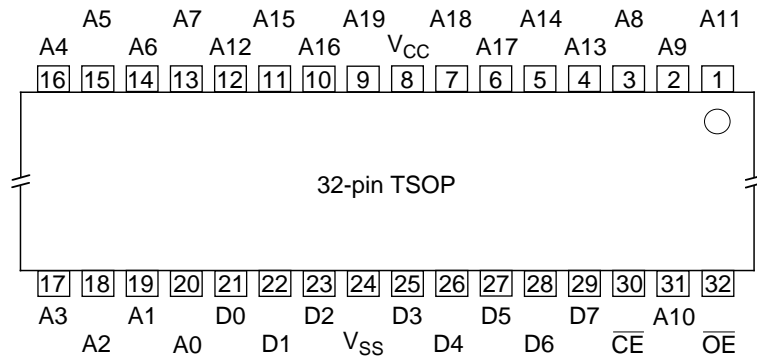 A5 A7 A15 A19 A18 A14 A8 A11
A4 A6 A12 A16 VCC A17 A13 A9
16 15 14 13 12 11 10 9 8 7 6 5 4 3 2 1
32-pin TSOP
17 18 19 20 21 22 23 24 25 26 27 28 29 30 31 32
A3 A1 D0 D2 D3 D5 D7 A10
A2 A0 D1 VSS D4 D6 C̅E̅ O̅E̅